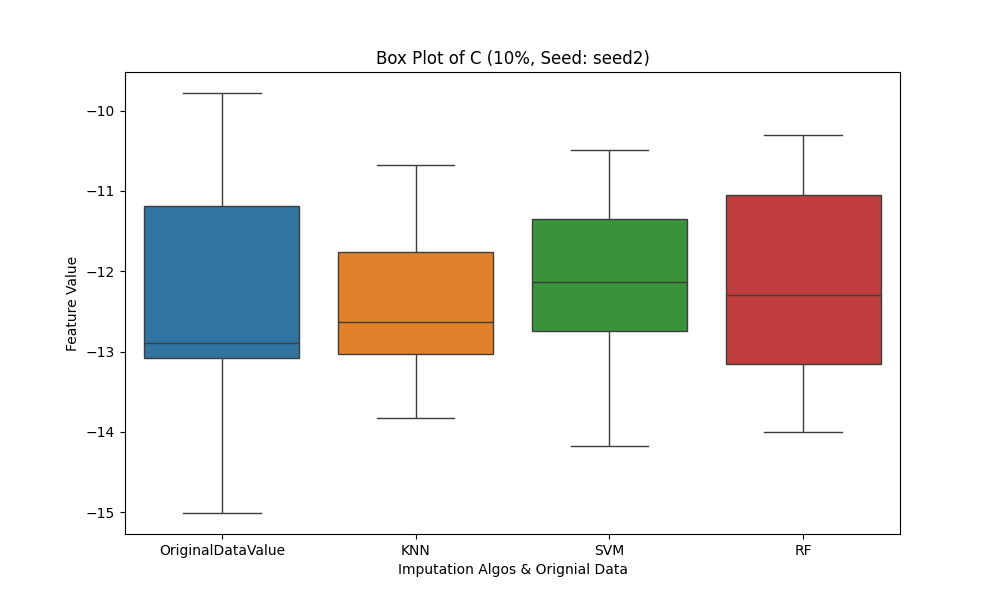 Box Plot of C (10%, Seed: seed2)
Feature Value
−10
−11
−12
−13
−14
−15
OriginalDataValue
KNN
SVM
RF
Imputation Algos & Orignial Data